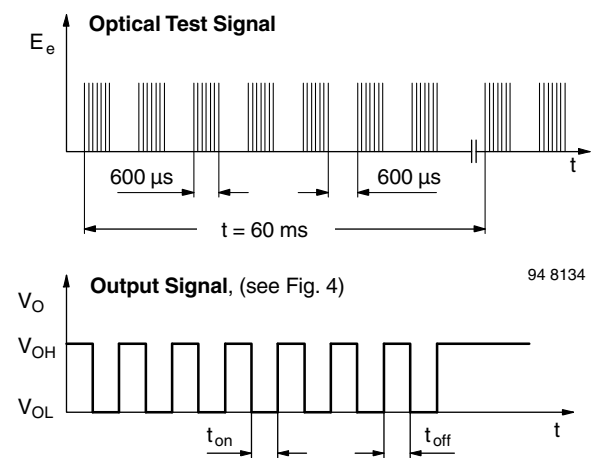 Optical Test Signal
E e
t
600 µs
600 µs
t = 60 ms
94 8134
Output Signal, (see Fig. 4)
V O
V OH
V OL
t
t on
t off